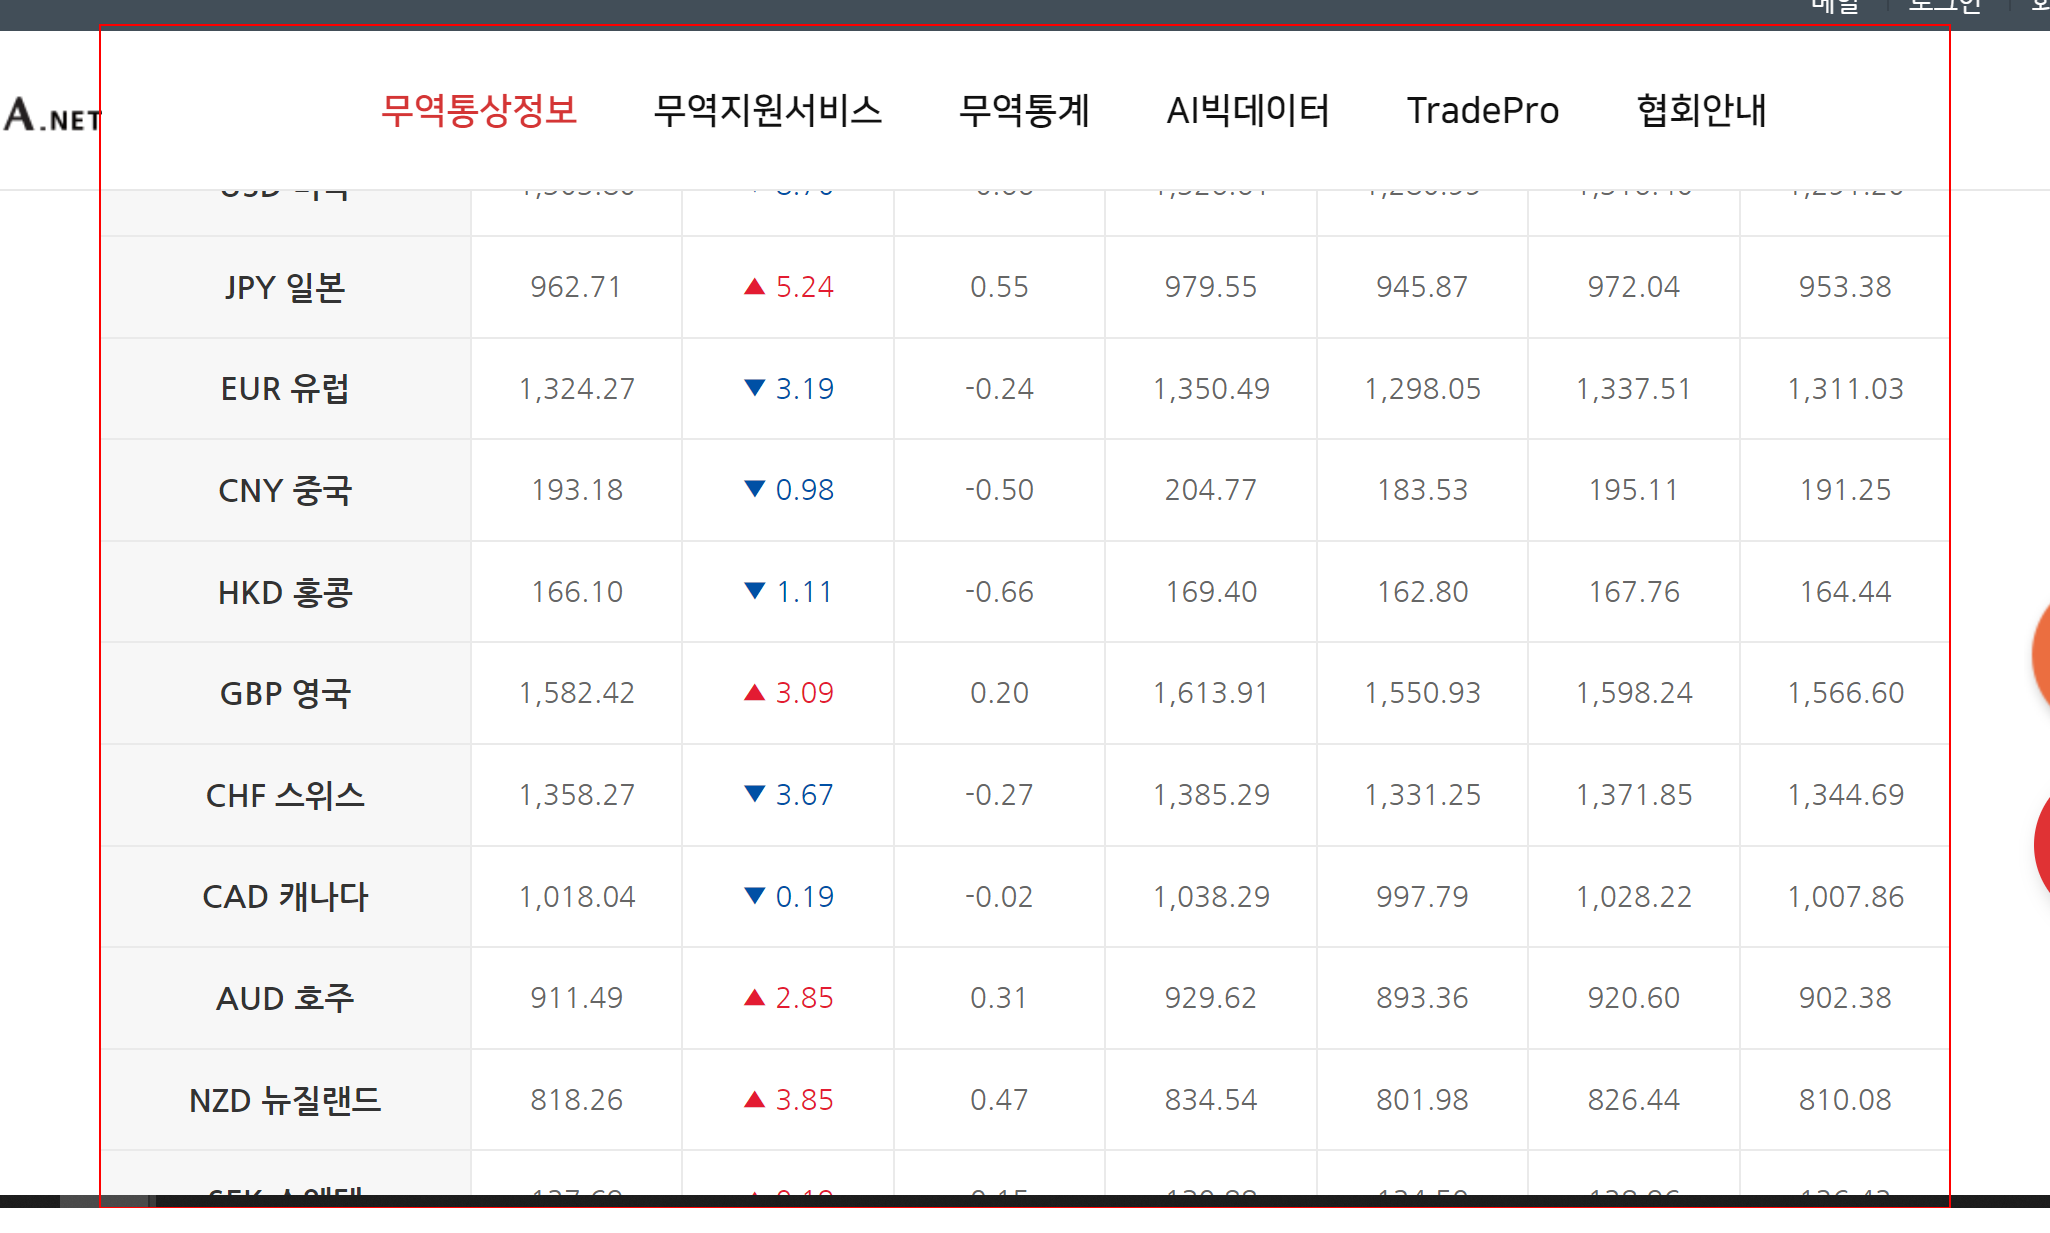 메일 로그인
A.NET 무역통상정보 무역지원서비스 무역통계 AI빅데이터 TradePro 협회안내
JPY 일본 962.71 ▲ 5.24 0.55 979.55 945.87 972.04 953.38
EUR 유럽 1,324.27 ▼ 3.19 -0.24 1,350.49 1,298.05 1,337.51 1,311.03
CNY 중국 193.18 ▼ 0.98 -0.50 204.77 183.53 195.11 191.25
HKD 홍콩 166.10 ▼ 1.11 -0.66 169.40 162.80 167.76 164.44
GBP 영국 1,582.42 ▲ 3.09 0.20 1,613.91 1,550.93 1,598.24 1,566.60
CHF 스위스 1,358.27 ▼ 3.67 -0.27 1,385.29 1,331.25 1,371.85 1,344.69
CAD 캐나다 1,018.04 ▼ 0.19 -0.02 1,038.29 997.79 1,028.22 1,007.86
AUD 호주 911.49 ▲ 2.85 0.31 929.62 893.36 920.60 902.38
NZD 뉴질랜드 818.26 ▲ 3.85 0.47 834.54 801.98 826.44 810.08